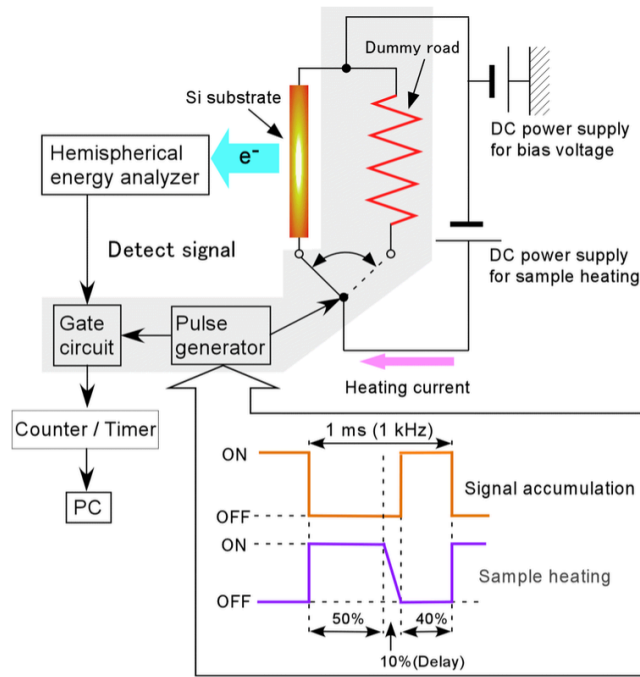 Dummy road
Si substrate
DC power supply
for bias voltage
Hemispherical
energy analyzer
e-
Detect signal
DC power supply
for sample heating
Gate
circuit
Pulse
generator
Heating current
Counter / Timer
PC
1 ms (1 kHz)
ON
OFF
Signal accumulation
ON
OFF
Sample heating
50%
40%
10%(Delay)